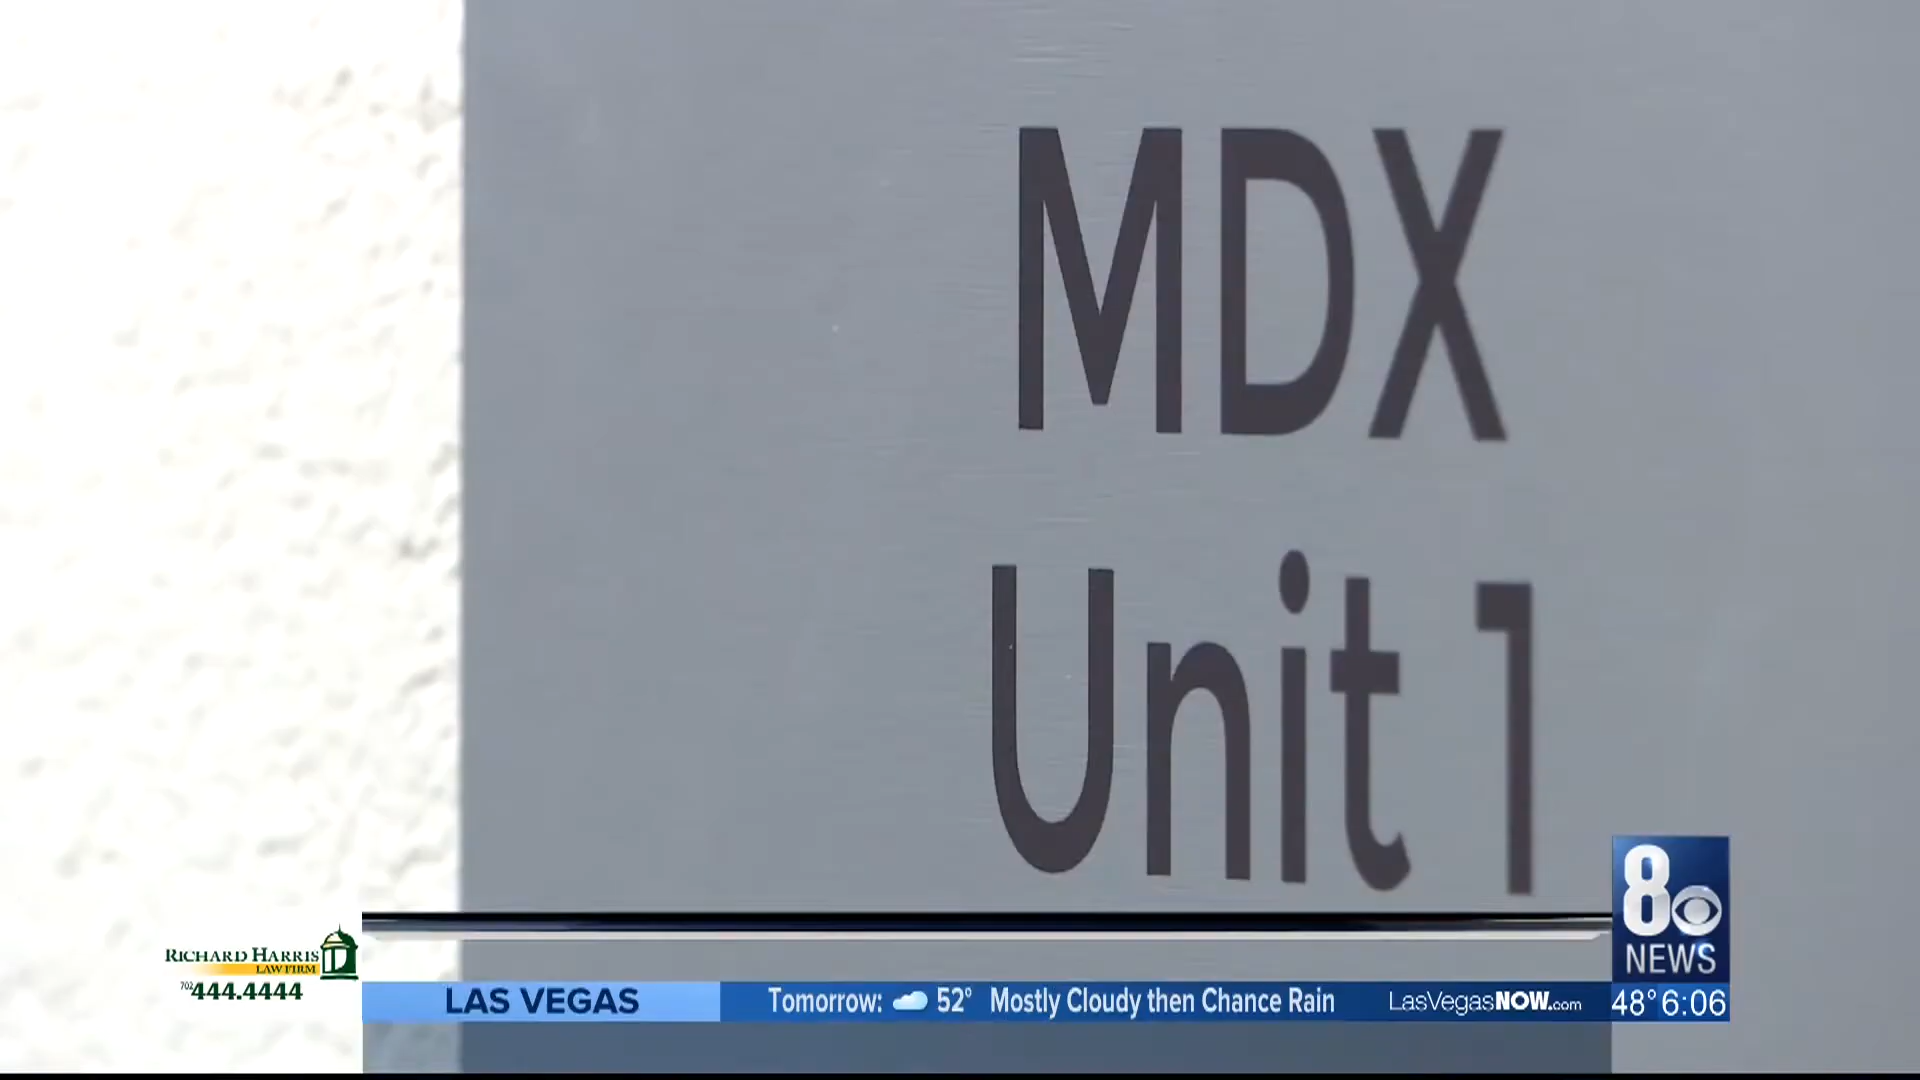 MDX
Unit 1
RICHARD HARRIS
LAW FIRM
702 444.4444
LAS VEGAS
Tomorrow: 52° Mostly Cloudy then Chance Rain
LasVegasNOW.com
8
NEWS
48° 6:06